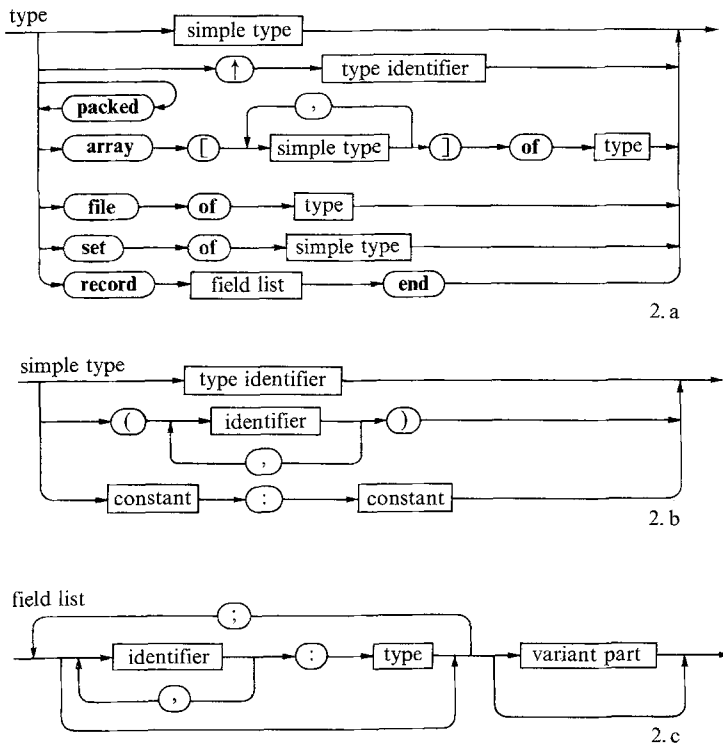 type
simple type
↑ type identifier
packed
,
array [ simple type ] of type
file of type
set of simple type
record field list end
2. a
simple type
type identifier
( identifier )
,
constant : constant
2. b
field list
;
identifier : type variant part
,
2. c